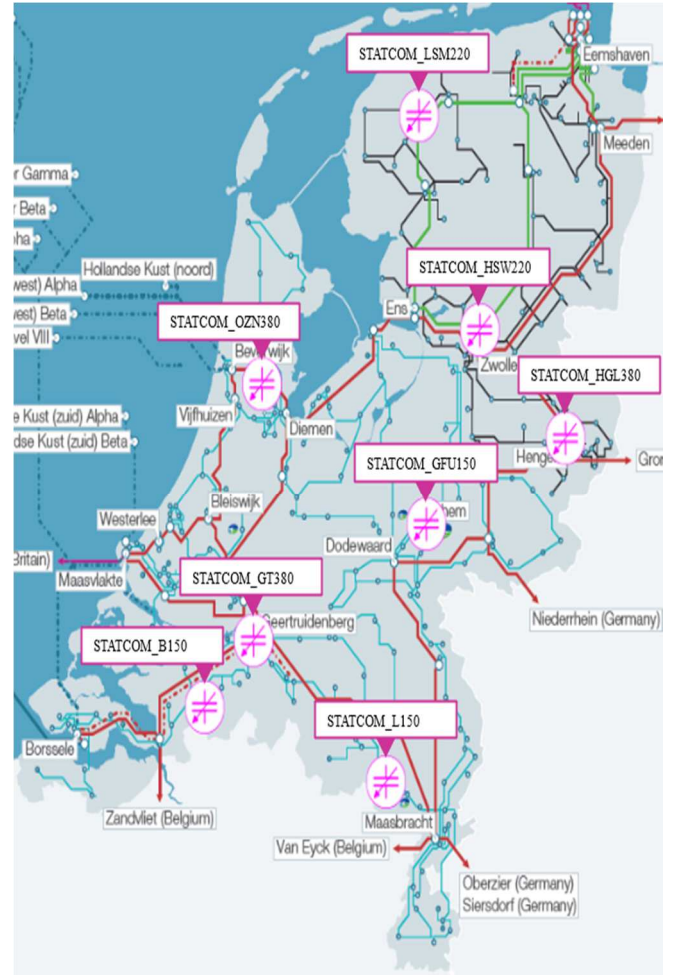 STATCOM_LSM220
Eemshaven
Meeden
r Gamma
r Beta
Hollandse Kust (noord)
west) Alpha
vest) Beta
vel VIII
STATCOM_HSW220
Ens
Zwolle
STATCOM_OZN380
Vijfhuizen
Diemen
STATCOM_HGL380
Henge
Gron
e Kust (zuid) Alpha
dse Kust (zuid) Beta
STATCOM_GFU150
hem
Bleiswijk
Westerlee
Dodewaard
Britain)
Maasvlakte
STATCOM_GT380
Geertruidenberg
Niederrhein (Germany)
STATCOM_B150
STATCOM_L150
Borssele
Zandvliet (Belgium)
Maasbracht
Van Eyck (Belgium)
Oberzier (Germany)
Siersdorf (Germany)